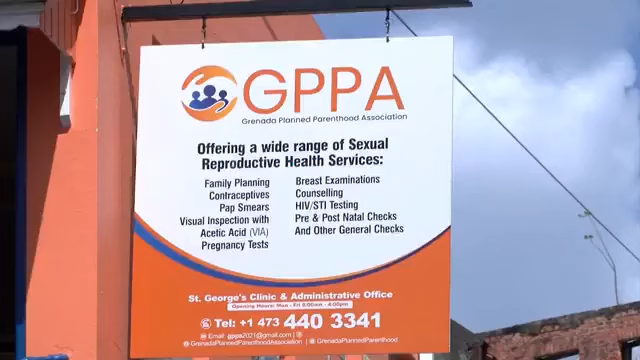 GPPA
Grenada Planned Parenthood Association
Offering a wide range of Sexual
Reproductive Health Services:
Family Planning
Contraceptives
Pap Smears
Visual Inspection with
Acetic Acid (VIA)
Pregnancy Tests
Breast Examinations
Counselling
HIV/STI Testing
Pre & Post Natal Checks
And Other General Checks
St. George's Clinic & Administrative Office
Opening Hours: Mon - Fri 8:00am - 4:00pm
Tel: +1 473 440 3341
Email: gppa2021@gmail.com |
@GrenadaPlannedParenthoodAssociation | @GrenadaPlannedParenthood